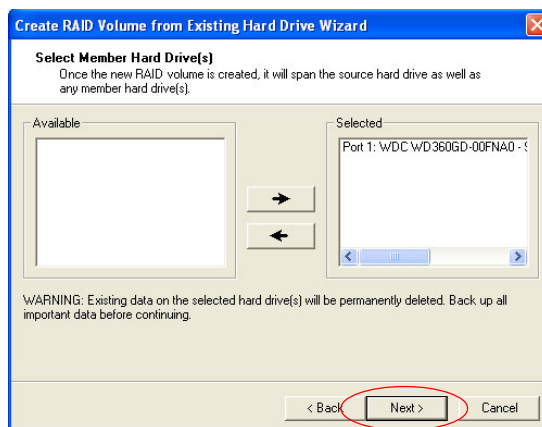 Create RAID Volume from Existing Hard Drive Wizard
Select Member Hard Drive(s)
Once the new RAID volume is created, it will span the source hard drive as well as
any member hard drive(s).
Available
Selected
Port 1: WDC WD360GD-00FNA0 -
WARNING: Existing data on the selected hard drive(s) will be permanently deleted. Back up all
important data before continuing.
< Back
Next >
Cancel